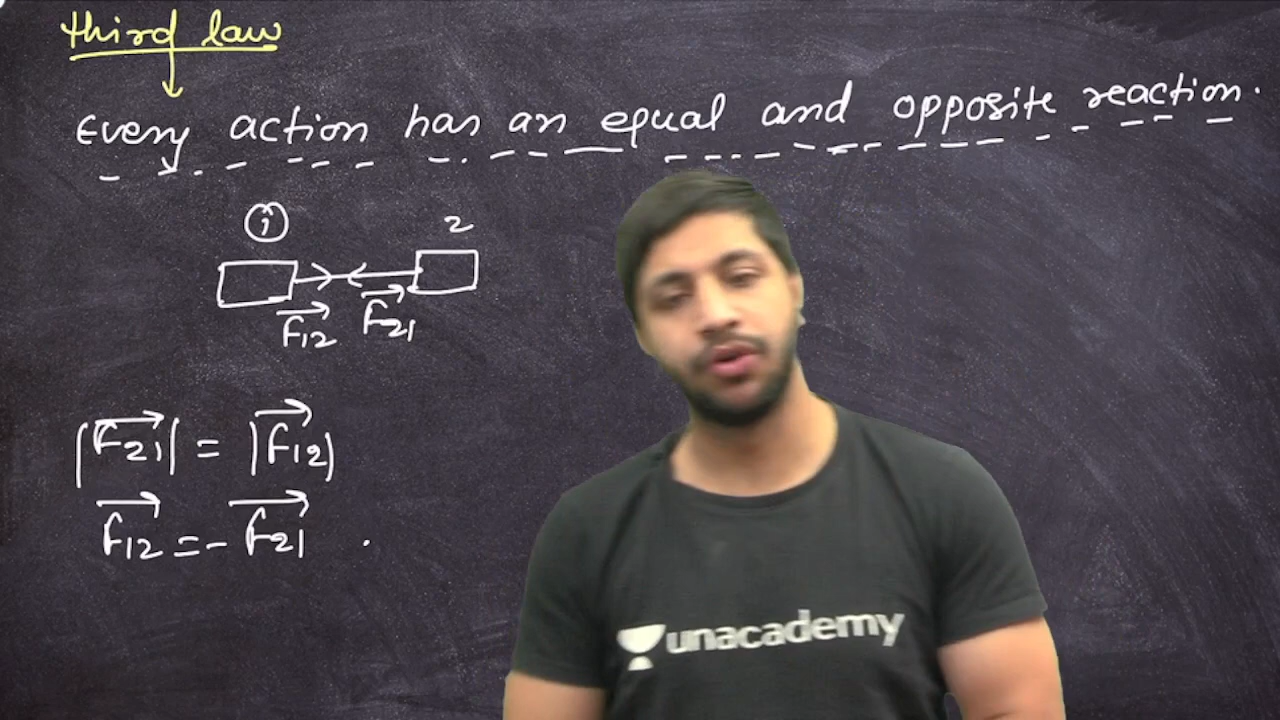 third law
Every action has an equal and opposite reaction.
1 2
F12 F21
|F21| = |F12|
F12 = - F21 .
unacademy